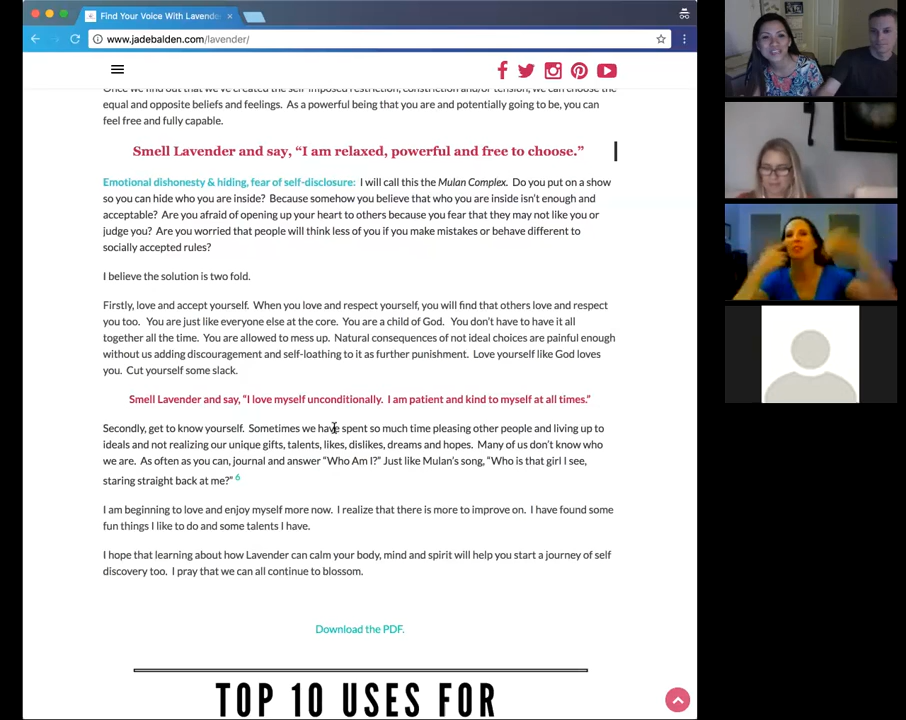 Find Your Voice With Lavende
www.jadebalden.com/lavender/
Once we find out that we've created the self-imposed restriction, constriction and/or tension, we can choose the
equal and opposite beliefs and feelings. As a powerful being that you are and potentially going to be, you can
feel free and fully capable.
Smell Lavender and say, “I am relaxed, powerful and free to choose.”
Emotional dishonesty & hiding, fear of self-disclosure: I will call this the Mulan Complex. Do you put on a show
so you can hide who you are inside? Because somehow you believe that who you are inside isn't enough and
acceptable? Are you afraid of opening up your heart to others because you fear that they may not like you or
judge you? Are you worried that people will think less of you if you make mistakes or behave different to
socially accepted rules?
I believe the solution is two fold.
Firstly, love and accept yourself. When you love and respect yourself, you will find that others love and respect
you too. You are just like everyone else at the core. You are a child of God. You don't have to have it all
together all the time. You are allowed to mess up. Natural consequences of not ideal choices are painful enough
without us adding discouragement and self-loathing to it as further punishment. Love yourself like God loves
you. Cut yourself some slack.
Smell Lavender and say, “I love myself unconditionally. I am patient and kind to myself at all times.”
Secondly, get to know yourself. Sometimes we have spent so much time pleasing other people and living up to
ideals and not realizing our unique gifts, talents, likes, dislikes, dreams and hopes. Many of us don't know who
we are. As often as you can, journal and answer “Who Am I?” Just like Mulan's song, “Who is that girl I see,
staring straight back at me?” 6
I am beginning to love and enjoy myself more now. I realize that there is more to improve on. I have found some
fun things I like to do and some talents I have.
I hope that learning about how Lavender can calm your body, mind and spirit will help you start a journey of self
discovery too. I pray that we can all continue to blossom.
Download the PDF.
TOP 10 USES FOR